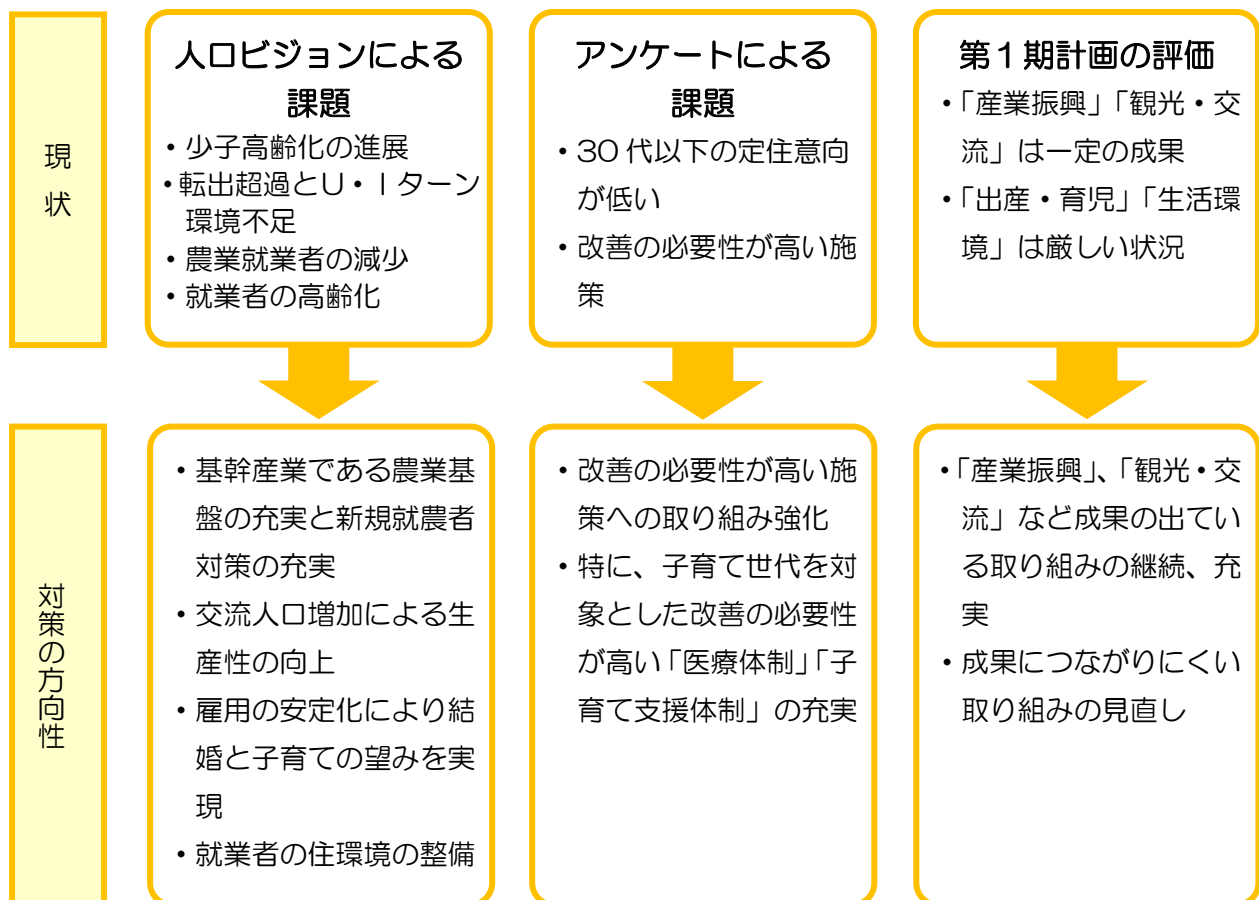 現
状
人口ビジョンによる
課題
・少子高齢化の進展
・転出超過とU・Iターン
環境不足
・農業就業者の減少
・就業者の高齢化
アンケートによる
課題
・30代以下の定住意向
が低い
・改善の必要性が高い施
策
第1期計画の評価
・「産業振興」「観光・交
流」は一定の成果
・「出産・育児」「生活環
境」は厳しい状況
対策の方向性
・基幹産業である農業基
盤の充実と新規就農者
対策の充実
・交流人口増加による生
産性の向上
・雇用の安定化により結
婚と子育ての望みを実
現
・就業者の住環境の整備
・改善の必要性が高い施
策への取り組み強化
・特に、子育て世代を対
象とした改善の必要性
が高い「医療体制」「子
育て支援体制」の充実
・「産業振興」、「観光・交
流」など成果の出てい
る取り組みの継続、充
実
・成果につながりにくい
取り組みの見直し